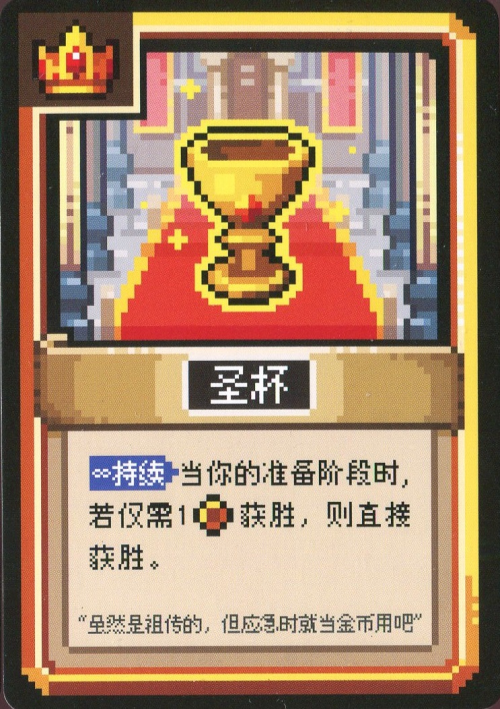 圣杯
∞持续 当你的准备阶段时,
若仅需1获胜，则直接
获胜。
“虽然是祖传的，但应急时就当金币用吧”